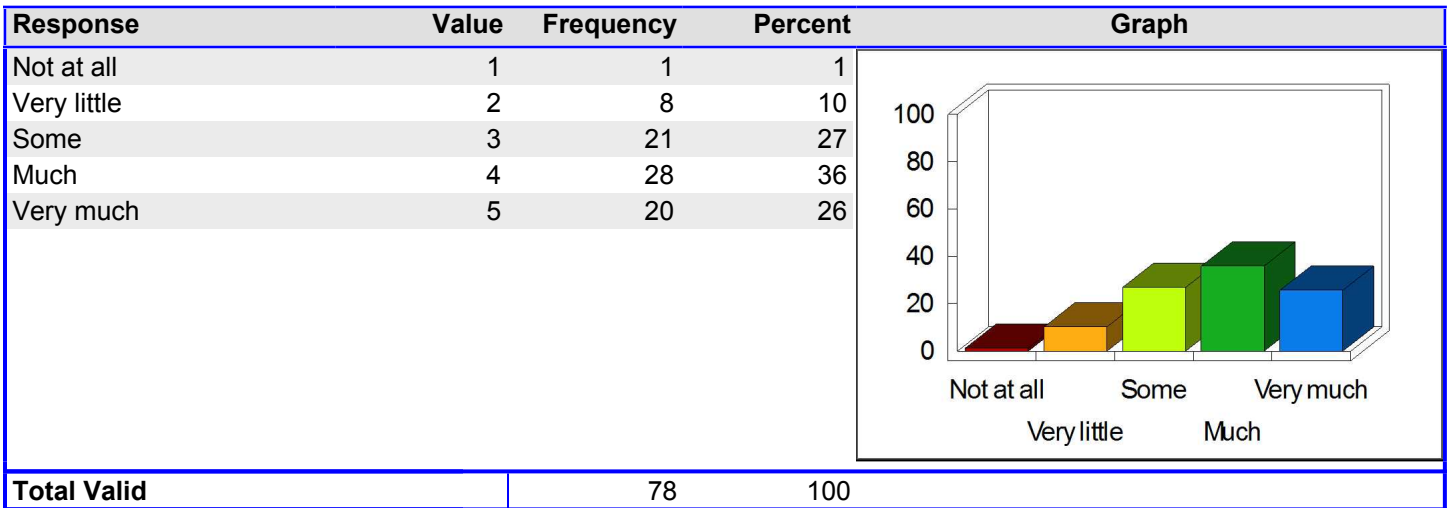 Response Value Frequency Percent Graph
Not at all 1 1 1
Very little 2 8 10
Some 3 21 27
Much 4 28 36
Very much 5 20 26
100
80
60
40
20
0
Not at all Some Very much
Very little Much
Total Valid 78 100